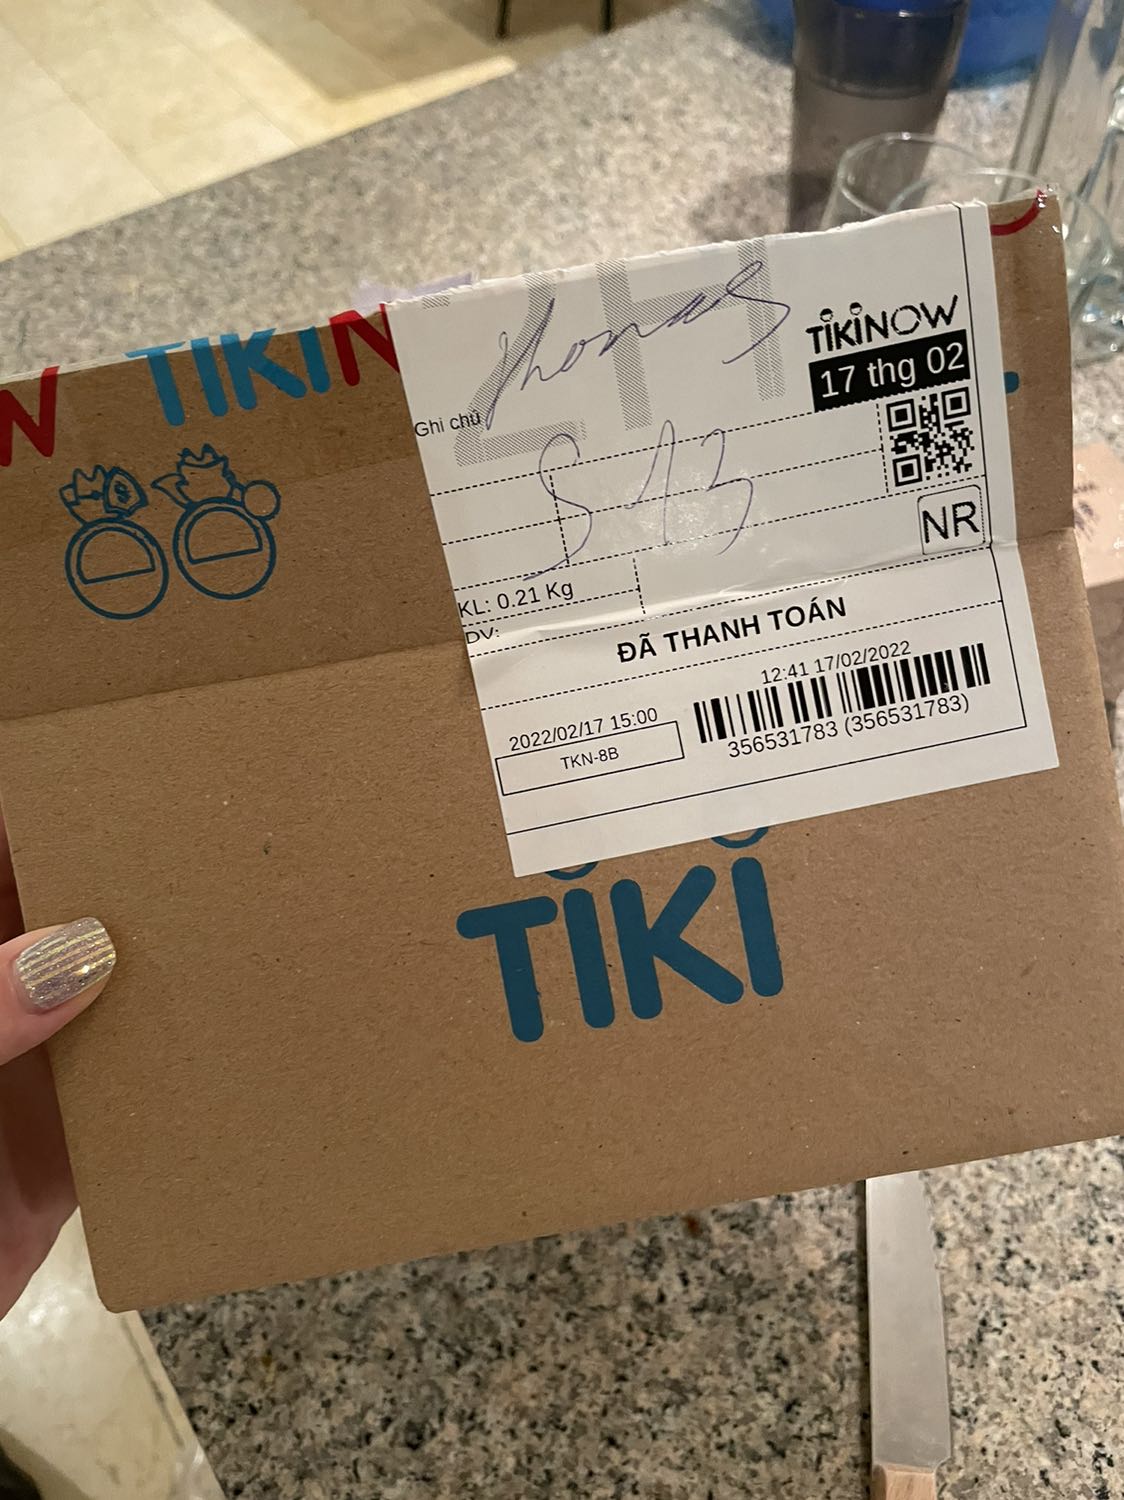 W TIKIN
Thomas
TIKINOW
17 thg 02
Ghi chú
S 43
NR
KL: 0.21 Kg
DV:
ĐÃ THANH TOÁN
12:41 17/02/2022
2022/02/17 15:00
356531783 (356531783)
TKN-8B
TIKI